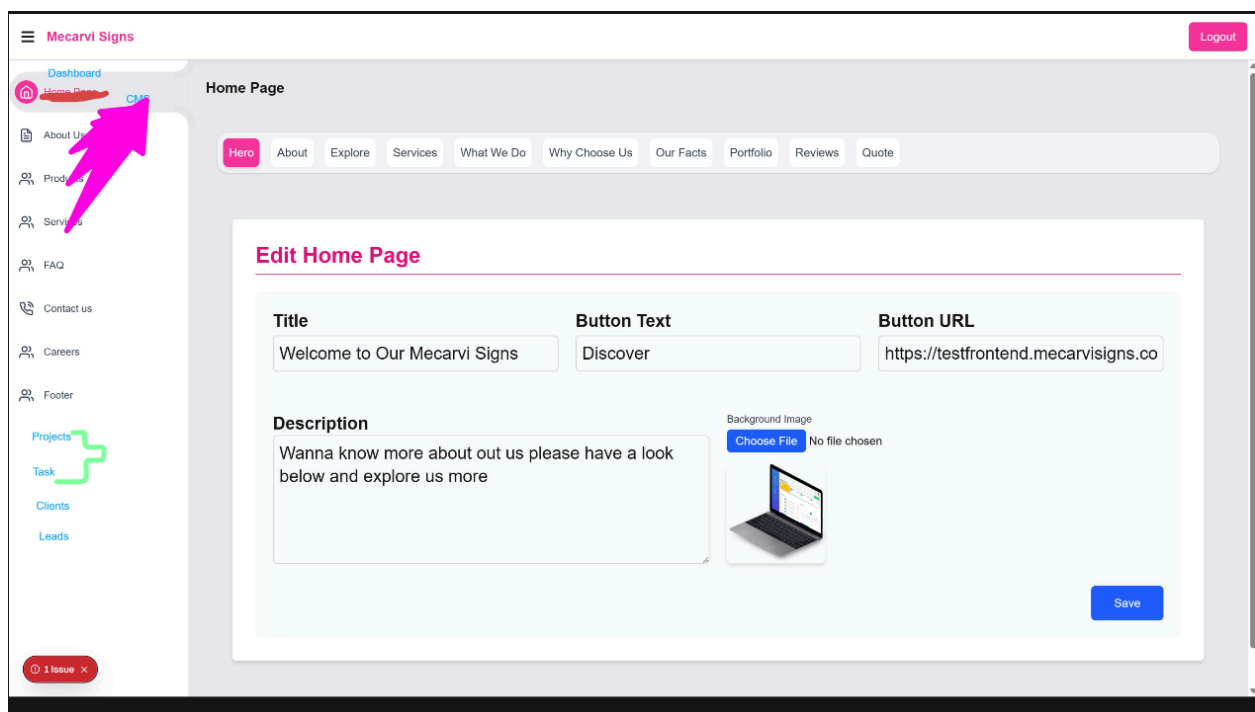 Mecarvi Signs
Logout
Dashboard
Home Page
CMS
About Us
Products
Services
FAQ
Contact us
Careers
Footer
Projects
Task
Clients
Leads
1 Issue
Home Page
Hero About Explore Services What We Do Why Choose Us Our Facts Portfolio Reviews Quote
Edit Home Page
Title Button Text Button URL
Welcome to Our Mecarvi Signs Discover https://testfrontend.mecarvisigns.co
Description
Wanna know more about out us please have a look
below and explore us more
Background Image
Choose File No file chosen
Save